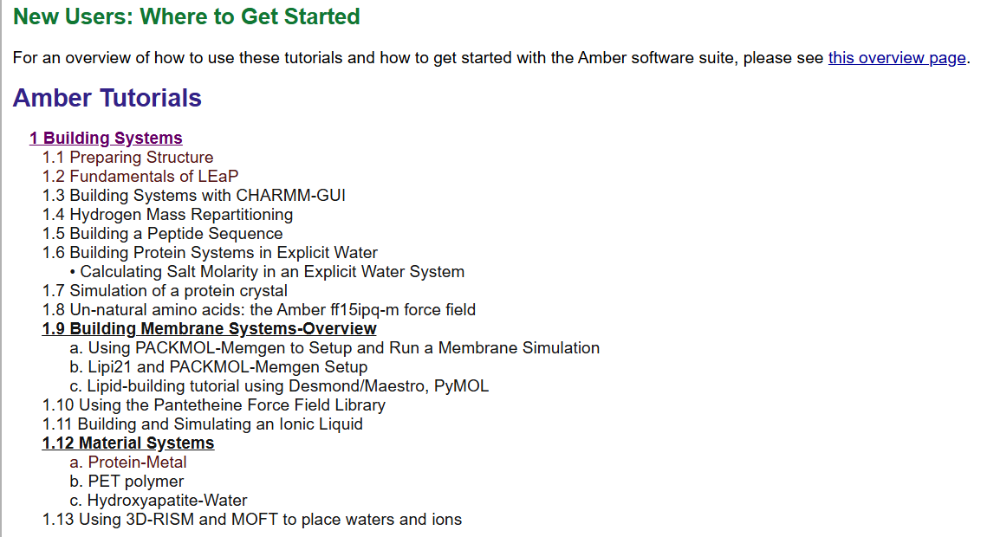 New Users: Where to Get Started
For an overview of how to use these tutorials and how to get started with the Amber software suite, please see this overview page.
Amber Tutorials
1 Building Systems
1.1 Preparing Structure
1.2 Fundamentals of LEaP
1.3 Building Systems with CHARMM-GUI
1.4 Hydrogen Mass Repartitioning
1.5 Building a Peptide Sequence
1.6 Building Protein Systems in Explicit Water
• Calculating Salt Molarity in an Explicit Water System
1.7 Simulation of a protein crystal
1.8 Un-natural amino acids: the Amber ff15ipq-m force field
1.9 Building Membrane Systems-Overview
a. Using PACKMOL-Memgen to Setup and Run a Membrane Simulation
b. Lipi21 and PACKMOL-Memgen Setup
c. Lipid-building tutorial using Desmond/Maestro, PyMOL
1.10 Using the Pantetheine Force Field Library
1.11 Building and Simulating an Ionic Liquid
1.12 Material Systems
a. Protein-Metal
b. PET polymer
c. Hydroxyapatite-Water
1.13 Using 3D-RISM and MOFT to place waters and ions